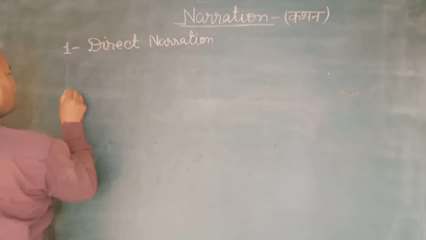 Narration - (कथन)
1- Direct Narration